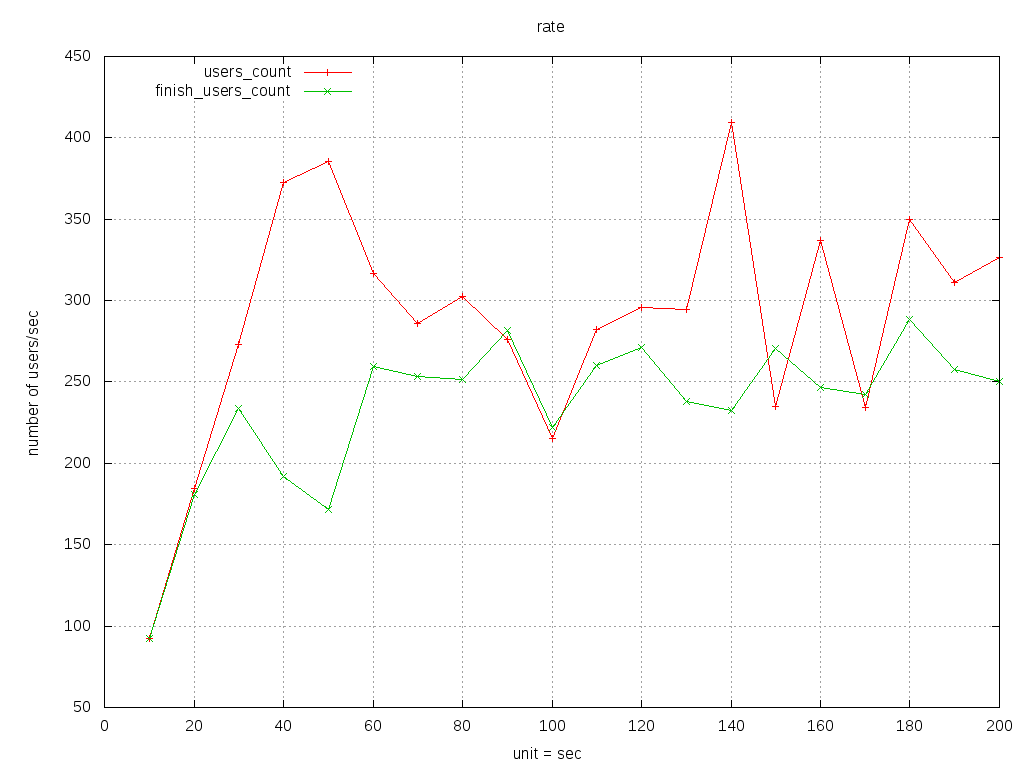 rate
users_count
finish_users_count
450
400
350
300
250
200
150
100
50
number of users/sec
0 20 40 60 80 100 120 140 160 180 200
unit = sec